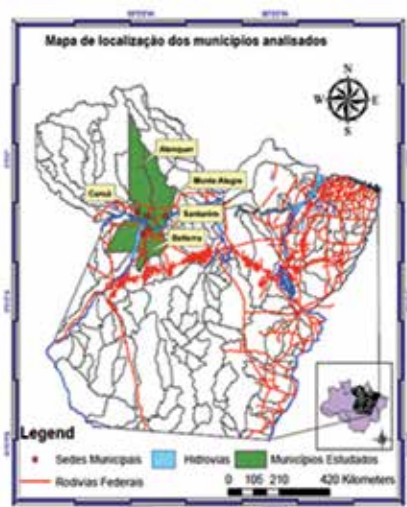 Mapa de localização dos municípios analisados
N
W E
S
Alenquer
Monte Alegre
Curuá
Santarém
Belterra
Legend
Sedes Municipais Hidrovias Municípios Estudados
Rodivias Federais 0 105 210 420 Kilometers